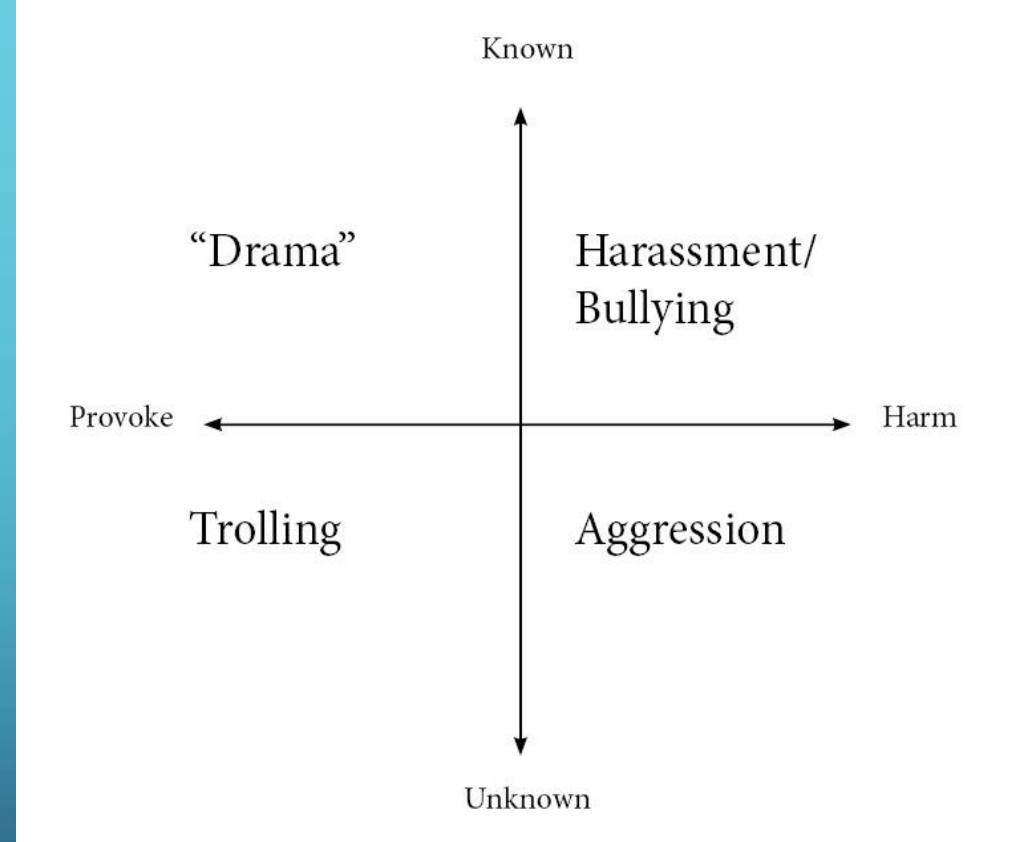 Known
“Drama”
Harassment/
Bullying
Provoke
Harm
Trolling
Aggression
Unknown